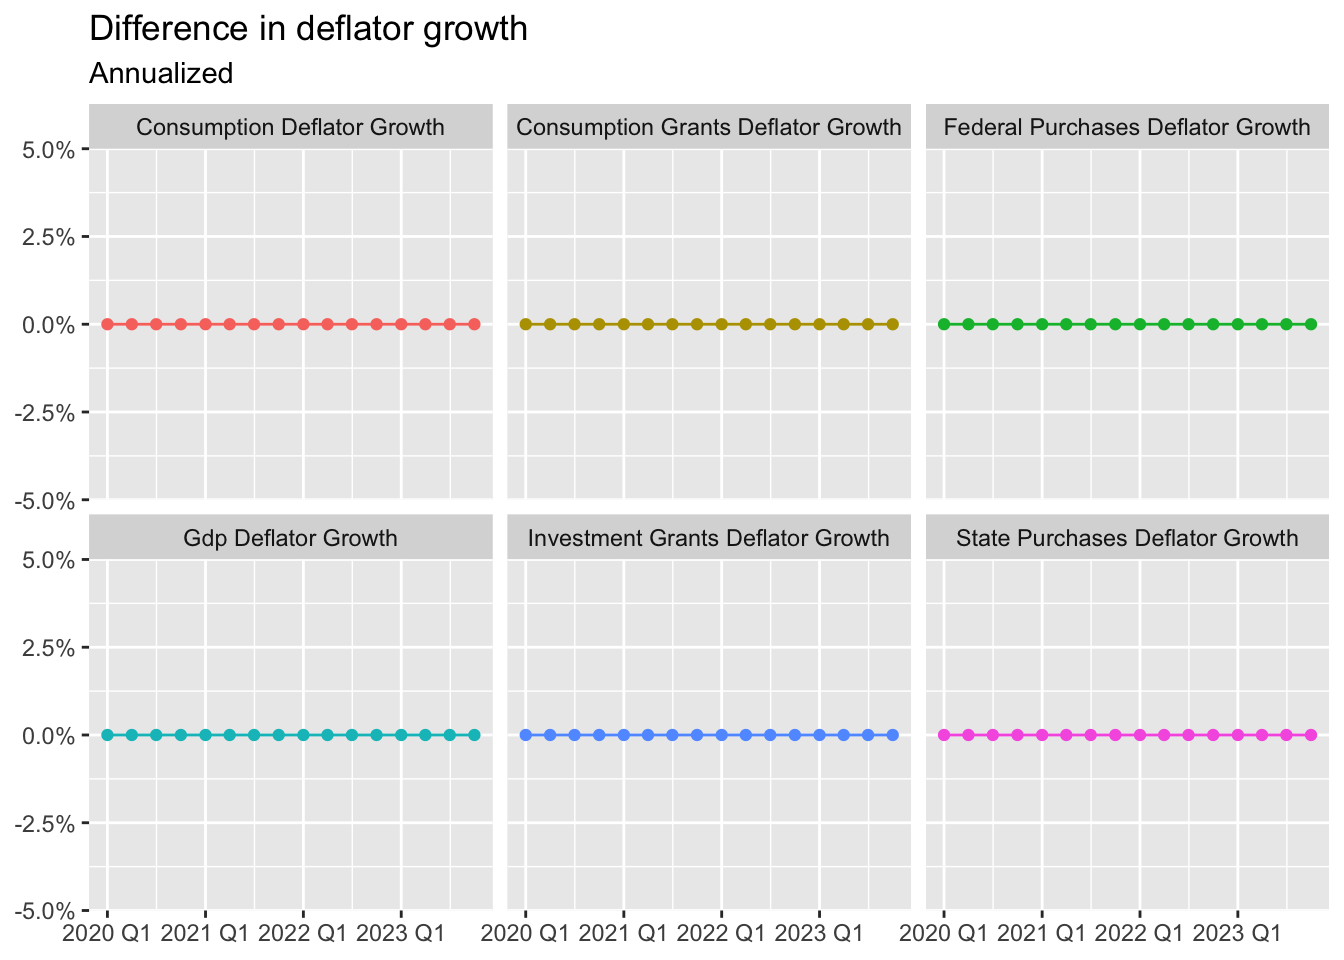 Difference in deflator growth
Annualized
Consumption Deflator Growth
Consumption Grants Deflator Growth
Federal Purchases Deflator Growth
5.0%
2.5%
0.0%
-2.5%
-5.0%
Gdp Deflator Growth
Investment Grants Deflator Growth
State Purchases Deflator Growth
5.0%
2.5%
0.0%
-2.5%
-5.0%
2020 Q1 2021 Q1 2022 Q1 2023 Q1
2020 Q1 2021 Q1 2022 Q1 2023 Q1
2020 Q1 2021 Q1 2022 Q1 2023 Q1